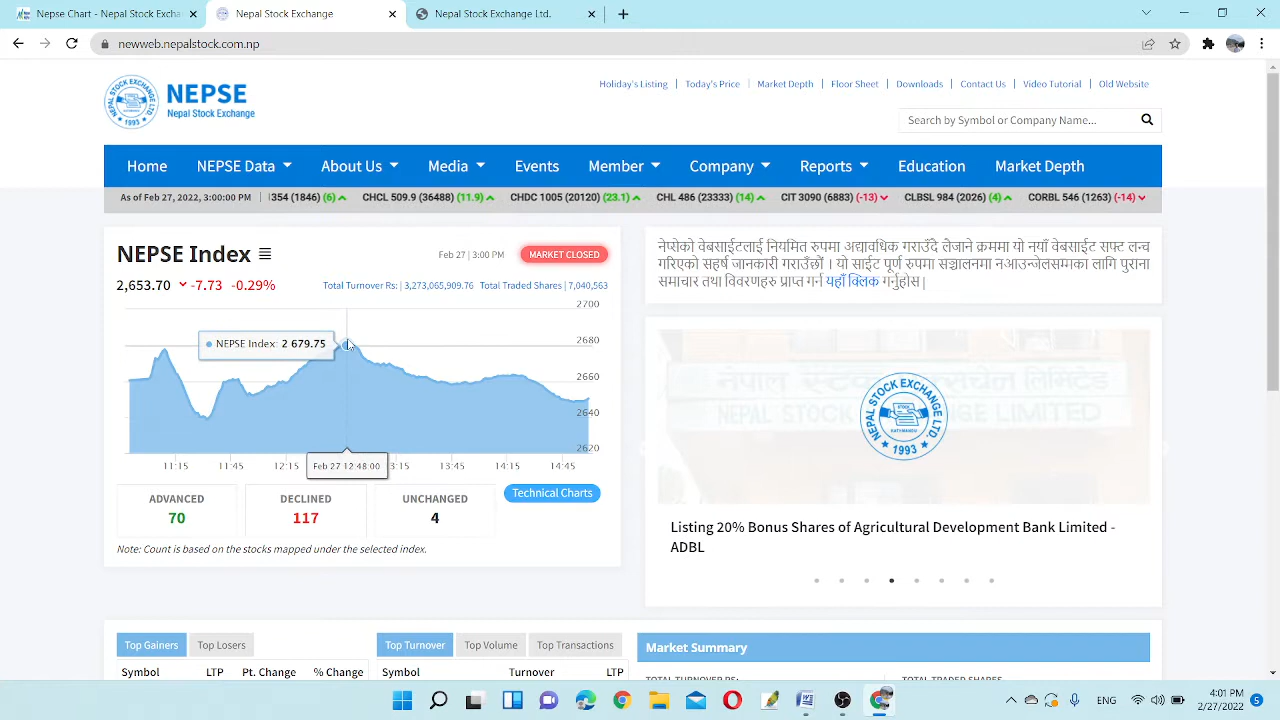 Nepse Chart - Nepse Char
Nepal Stock Exchange
Nepal Stock Exchange Ltd.
newweb.nepalstock.com.np
NEPSE
Nepal Stock Exchange
Holiday's Listing
Today's Price
Market Depth
Floor Sheet
Downloads
Contact Us
Video Tutorial
Old Website
Search by Symbol or Company Name...
Home
NEPSE Data
About Us
Media
Events
Member
Company
Reports
Education
Market Depth
As of Feb 27, 2022, 3:00:00 PM
354 (1846) (6) CHCL 509.9 (36488) (11.9) CHDC 1005 (20120) (23.1) CHL 486 (23333) (14) CIT 3090 (6883) (-13) CLBSL 984 (2026) (4) CORBL 546 (1263) (-14)
NEPSE Index
Feb 27 | 3:00 PM
MARKET CLOSED
2,653.70 -7.73 -0.29%
Total Turnover Rs: | 3,273,065,909.76 Total Traded Shares | 7,040,563
2700
2680
2660
2640
2620
NEPSE Index: 2 679.75
11:15 11:45 12:15 3:15 13:45 14:15 14:45
Feb 27 12:48:00
ADVANCED
70
DECLINED
117
UNCHANGED
4
Technical Charts
Note: Count is based on the stocks mapped under the selected index.
नेप्सेको वेबसाईटलाई नियमित रुपमा अद्यावधिक गराउँदै लेजाने क्रममा यो नयाँ वेबसाईट सफ्ट लन्च
गरिएको सहर्ष जानकारी गराउँछौं । यो साईट पूर्ण रुपमा सञ्चालनमा नआउन्जेलसम्मका लागि पुराना
समाचार तथा विवरणहरु प्राप्त गर्न यहाँ क्लिक गर्नुहोस |
NEPAL STOCK EXCHANGE LIMITED
NEPAL STOCK EXCHANGE LTD.
KATHMANDU
1993
Listing 20% Bonus Shares of Agricultural Development Bank Limited -
ADBL
Top Gainers
Top Losers
Symbol LTP Pt. Change % Change
Top Turnover
Top Volume
Top Transactions
Symbol Turnover LTP
Market Summary
ENG
4:01 PM
2/27/2022
5